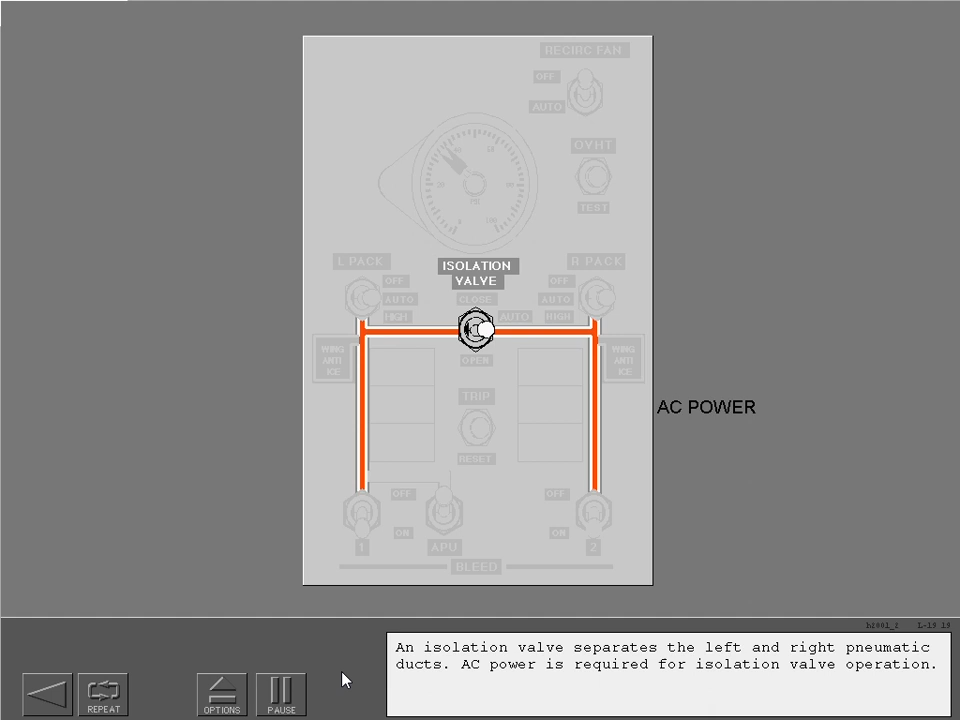 RECIRC FAN
OFF
AUTO
OVHT
TEST
L PACK
R PACK
ISOLATION
VALVE
OFF
AUTO
HIGH
CLOSE
AUTO
OPEN
OFF
AUTO
HIGH
WING
ANTI
ICE
WING
ANTI
ICE
TRIP
RESET
AC POWER
OFF
ON
OFF
ON
1
APU
2
BLEED
An isolation valve separates the left and right pneumatic
ducts. AC power is required for isolation valve operation.
REPEAT
OPTIONS
PAUSE